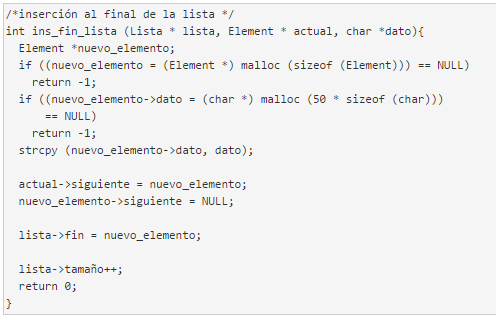 /*inserción al final de la lista */
int ins_fin_lista (Lista * lista, Element * actual, char *dato){
  Element *nuevo_elemento;
  if ((nuevo_elemento = (Element *) malloc (sizeof (Element))) == NULL)
    return -1;
  if ((nuevo_elemento->dato = (char *) malloc (50 * sizeof (char)))
      == NULL)
    return -1;
  strcpy (nuevo_elemento->dato, dato);

  actual->siguiente = nuevo_elemento;
  nuevo_elemento->siguiente = NULL;

  lista->fin = nuevo_elemento;

  lista->tamaño++;
  return 0;
}